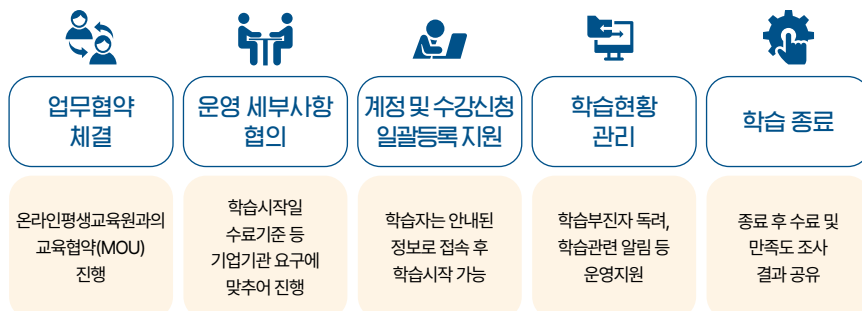 업무협약
체결
운영 세부사항
협의
계정 및 수강신청
일괄등록 지원
학습현황
관리
학습 종료
온라인평생교육원과의
교육협약(MOU)
진행
학습시작일
수료기준 등
기업기관 요구에
맞추어 진행
학습자는 안내된
정보로 접속 후
학습시작 가능
학습부진자 독려,
학습관련 알림 등
운영지원
종료 후 수료 및
만족도 조사
결과 공유